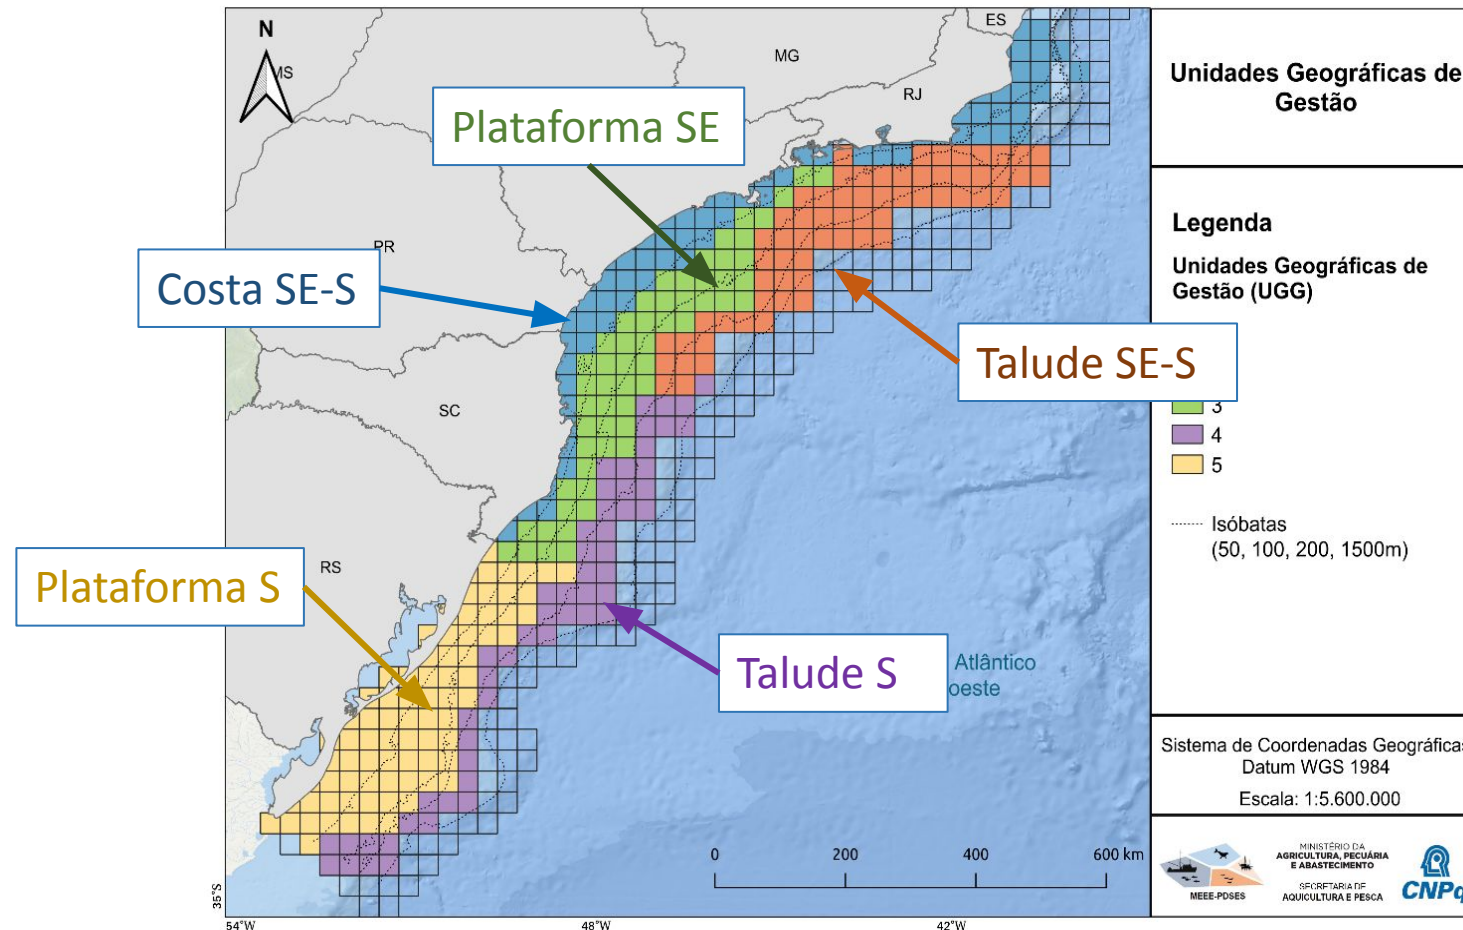 N
MS
MG
ES
RJ
Plataforma SE
PR
Costa SE-S
Talude SE-S
SC
RS
Plataforma S
Talude S
Atlântico
oeste
0 200 400 600 km
35°S
54°W 48°W 42°W
Unidades Geográficas de
Gestão
Legenda
Unidades Geográficas de
Gestão (UGG)
3
4
5
Isóbatas
(50, 100, 200, 1500m)
Sistema de Coordenadas Geográficas
Datum WGS 1984
Escala: 1:5.600.000
MEEE-PDSES
MINISTÉRIO DA
AGRICULTURA, PECUÁRIA
E ABASTECIMENTO
SECRETARIA DE
AQUICULTURA E PESCA
CNPq